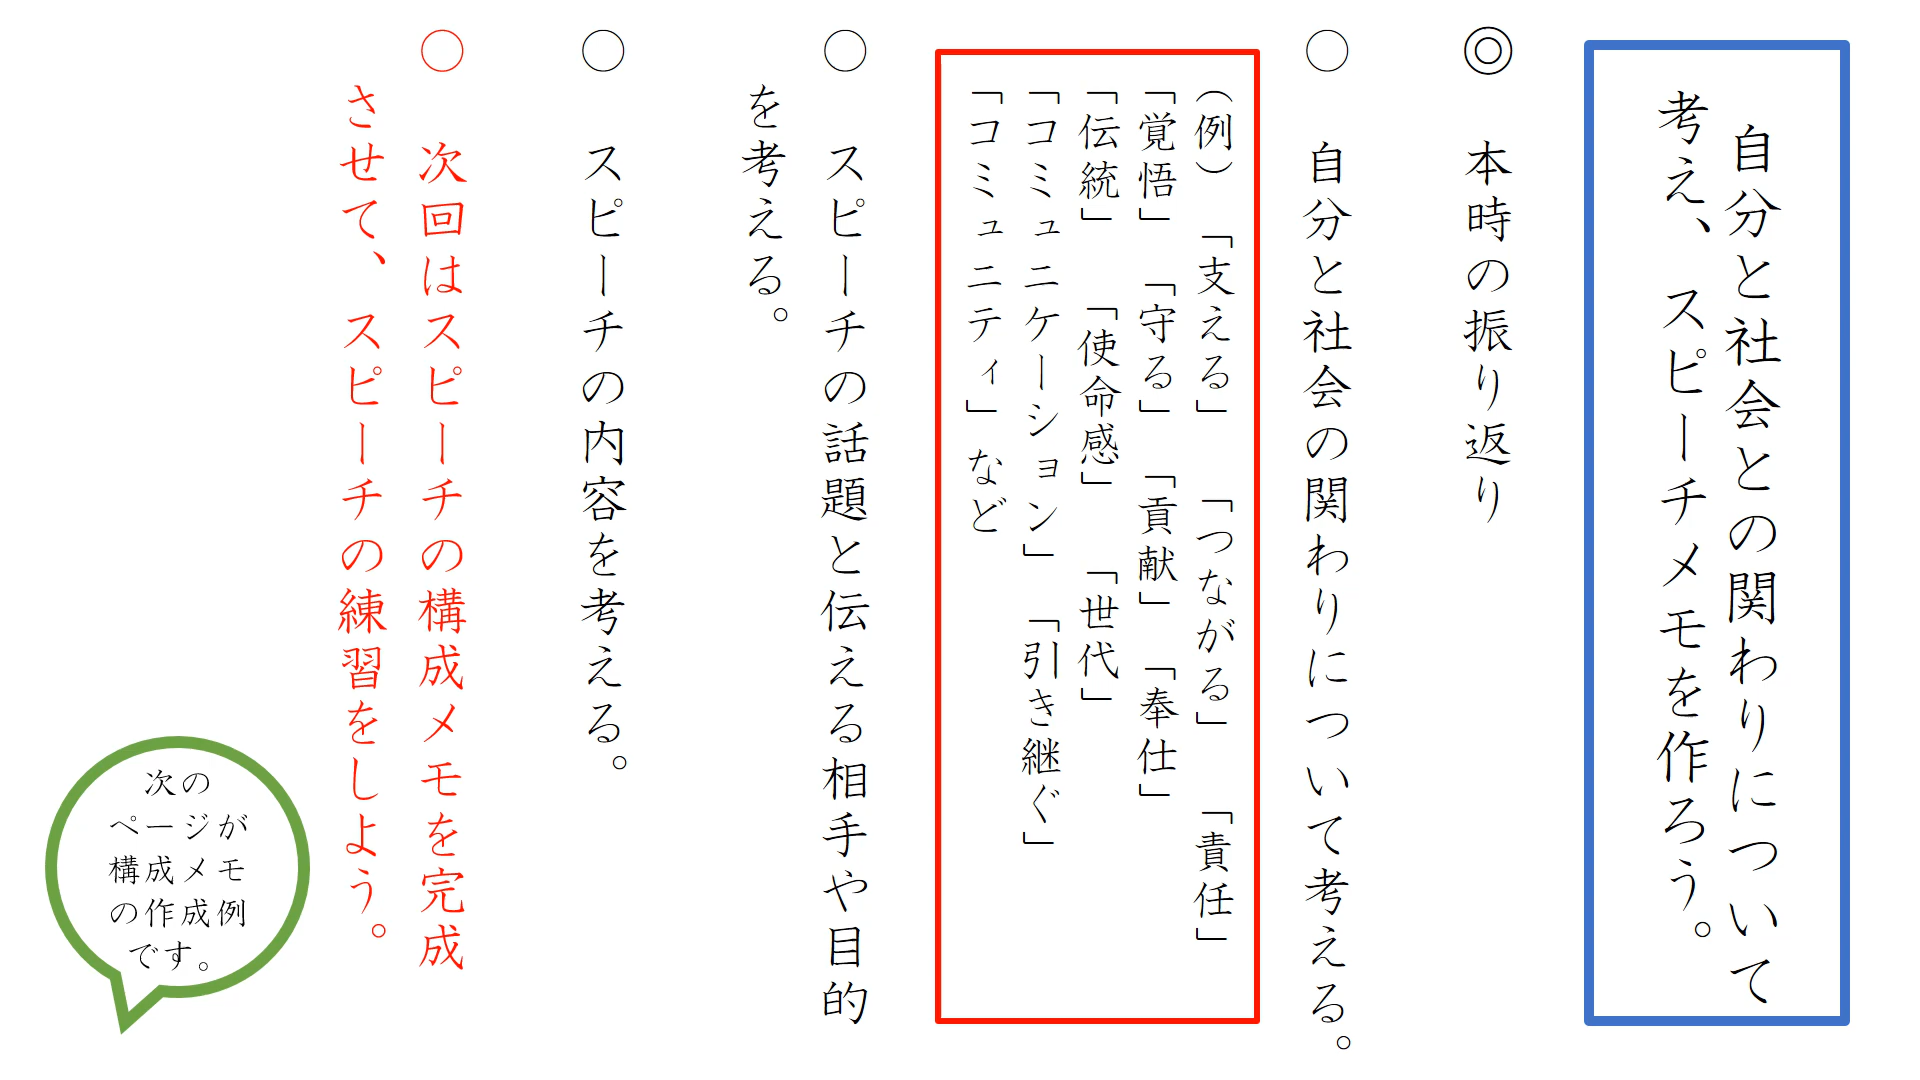 自分と社会との関わりについて
考え、スピーチメモを作ろう。
◎　本時の振り返り
○　自分と社会の関わりについて考える。
（例）「支える」　「つながる」　「責任」
「覚悟」　「守る」　「貢献」　「奉仕」
「伝統」　「使命感」　「世代」
「コミュニケーション」　「引き継ぐ」
「コミュニティ」など
○　スピーチの話題と伝える相手や目的
を考える。
○　スピーチの内容を考える。
○　次回はスピーチの構成メモを完成
させて、スピーチの練習をしよう。
次の
ページが
構成メモ
の作成例
です。